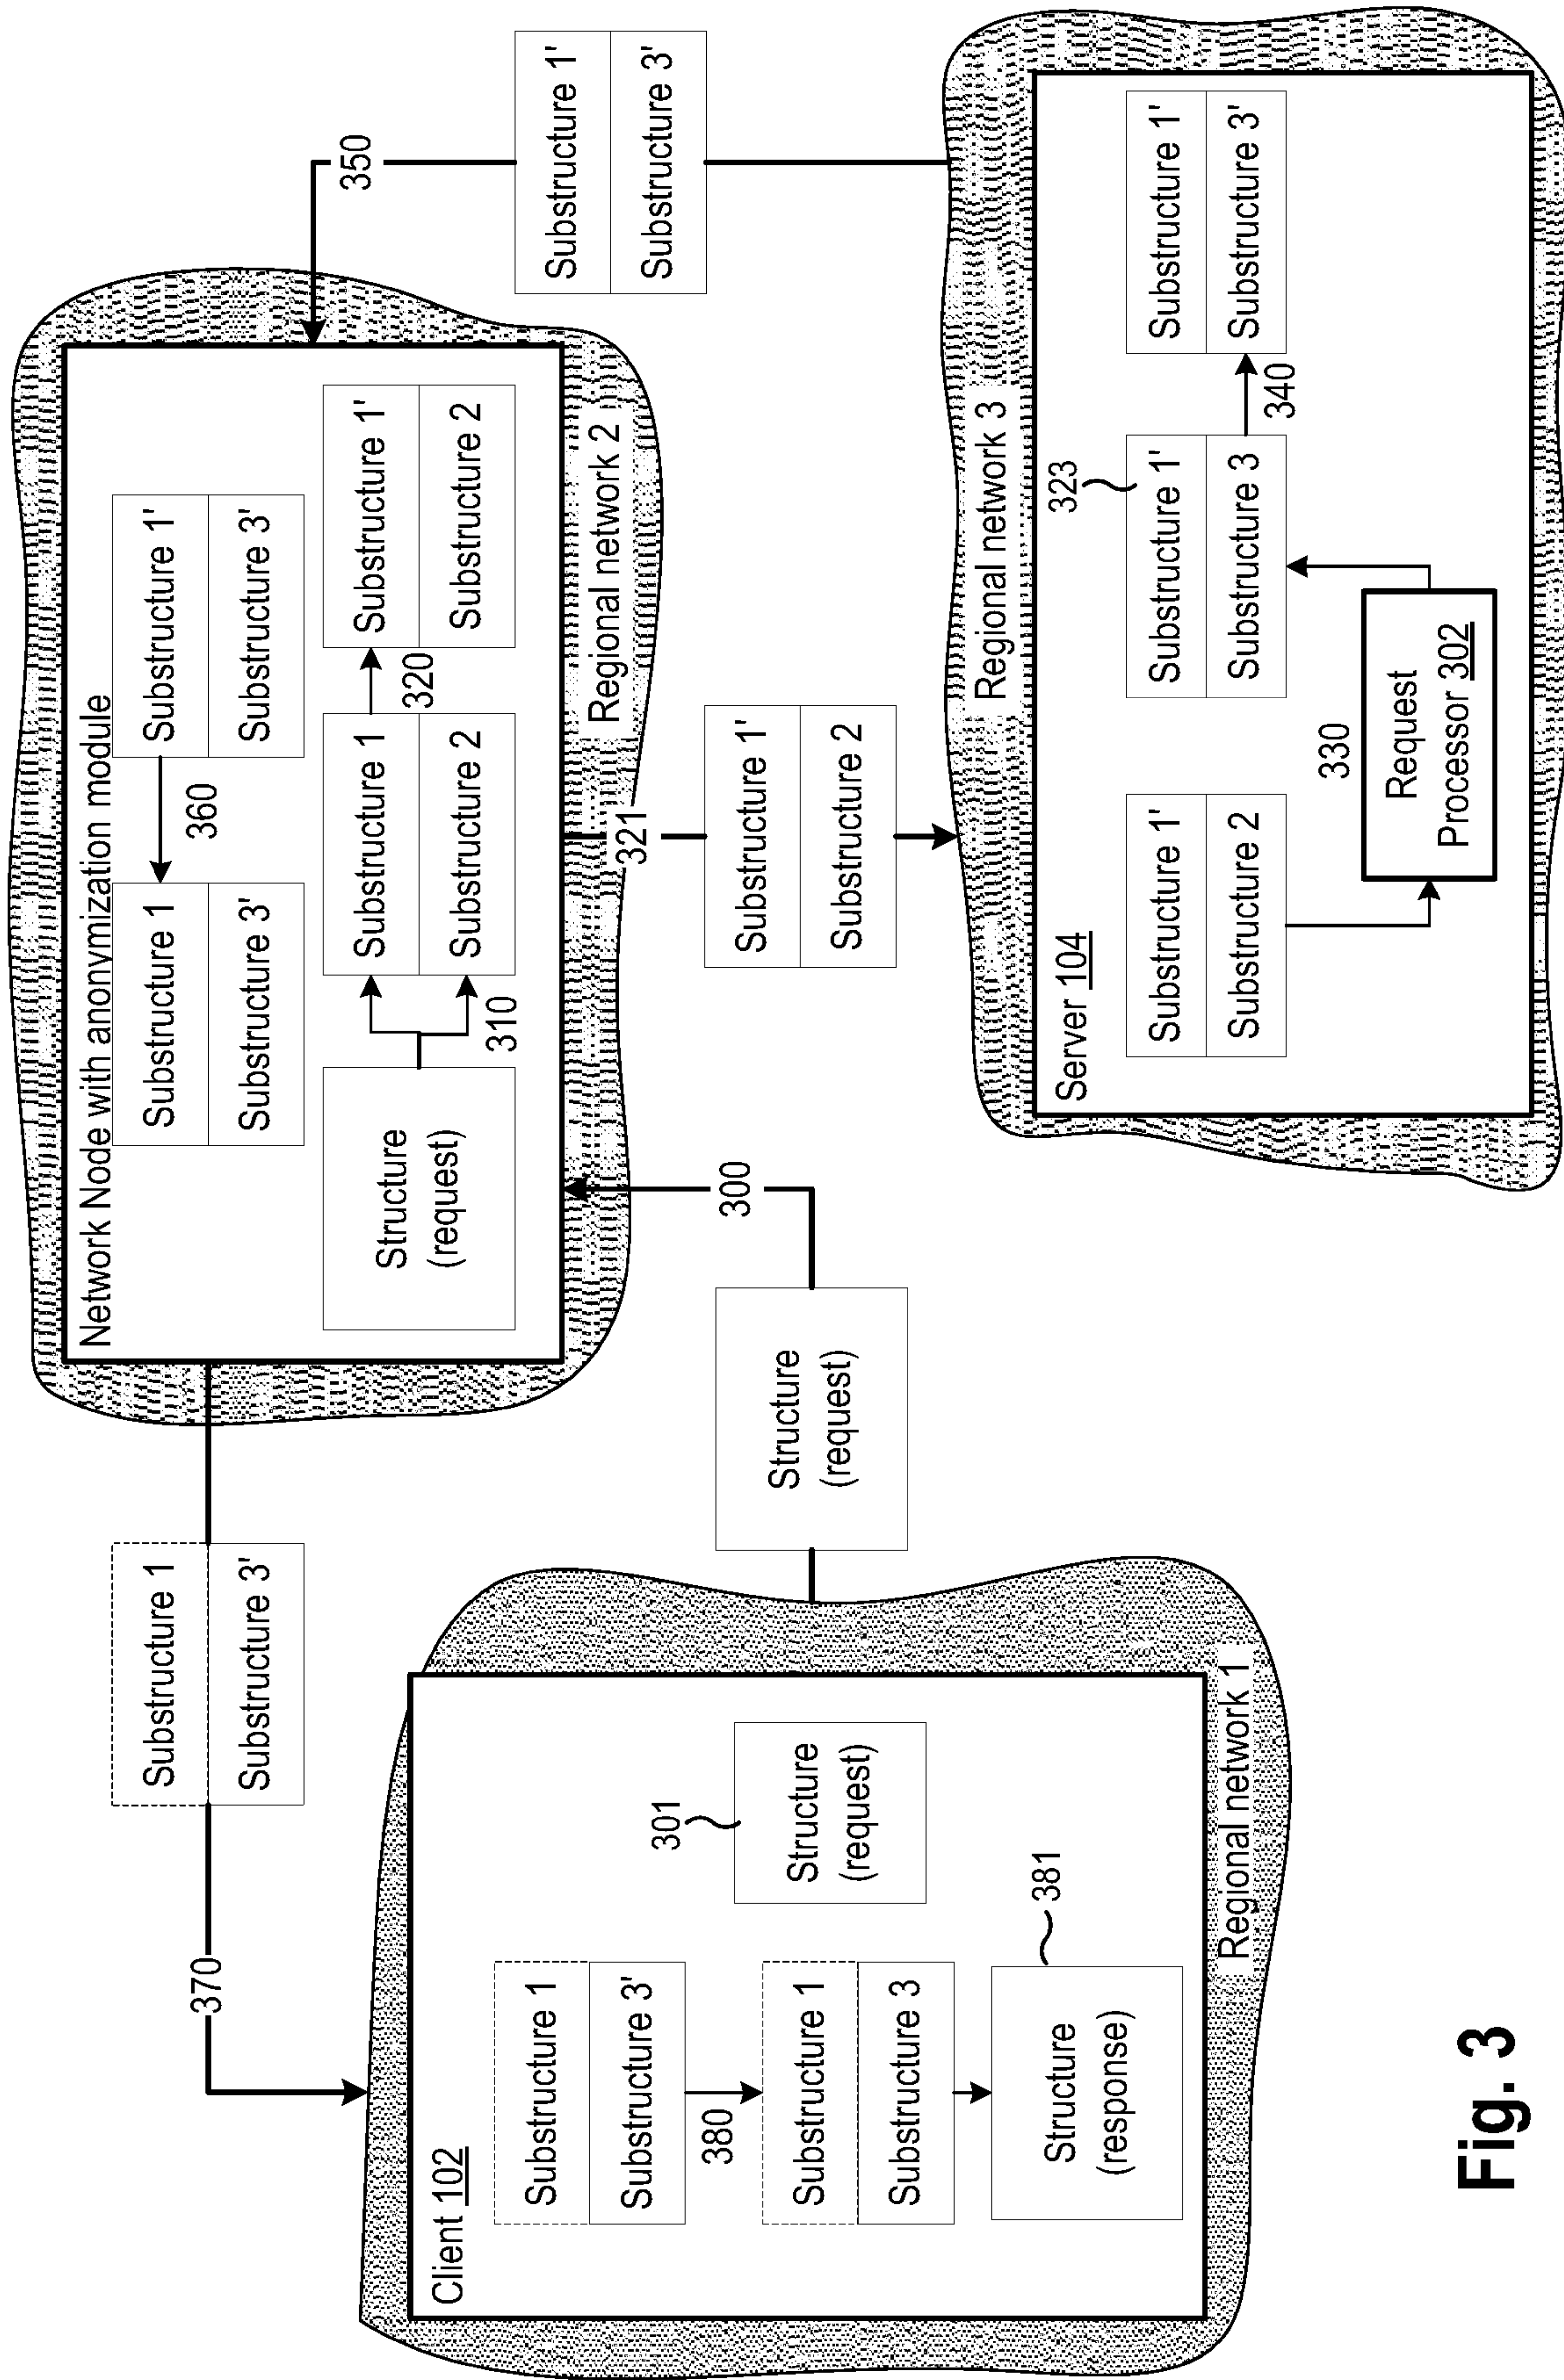 Client 102
Substructure 1
Substructure 3'
380
Substructure 1
Substructure 3
Structure
(response)
381
301
Structure
(request)
Regional network 1
370
Substructure 1
Substructure 3'
Structure
(request)
300
Network Node with anonymization module
Substructure 1
Substructure 3'
360
Substructure 1'
Substructure 3'
Structure
(request)
310
Substructure 1
Substructure 2
320
Substructure 1'
Substructure 2
Regional network 2
321
Substructure 1'
Substructure 2
350
Substructure 1'
Substructure 3'
Regional network 3
Server 104
Substructure 1'
Substructure 2
330
Request
Processor 302
323
Substructure 1'
Substructure 3
340
Substructure 1'
Substructure 3'
Fig. 3